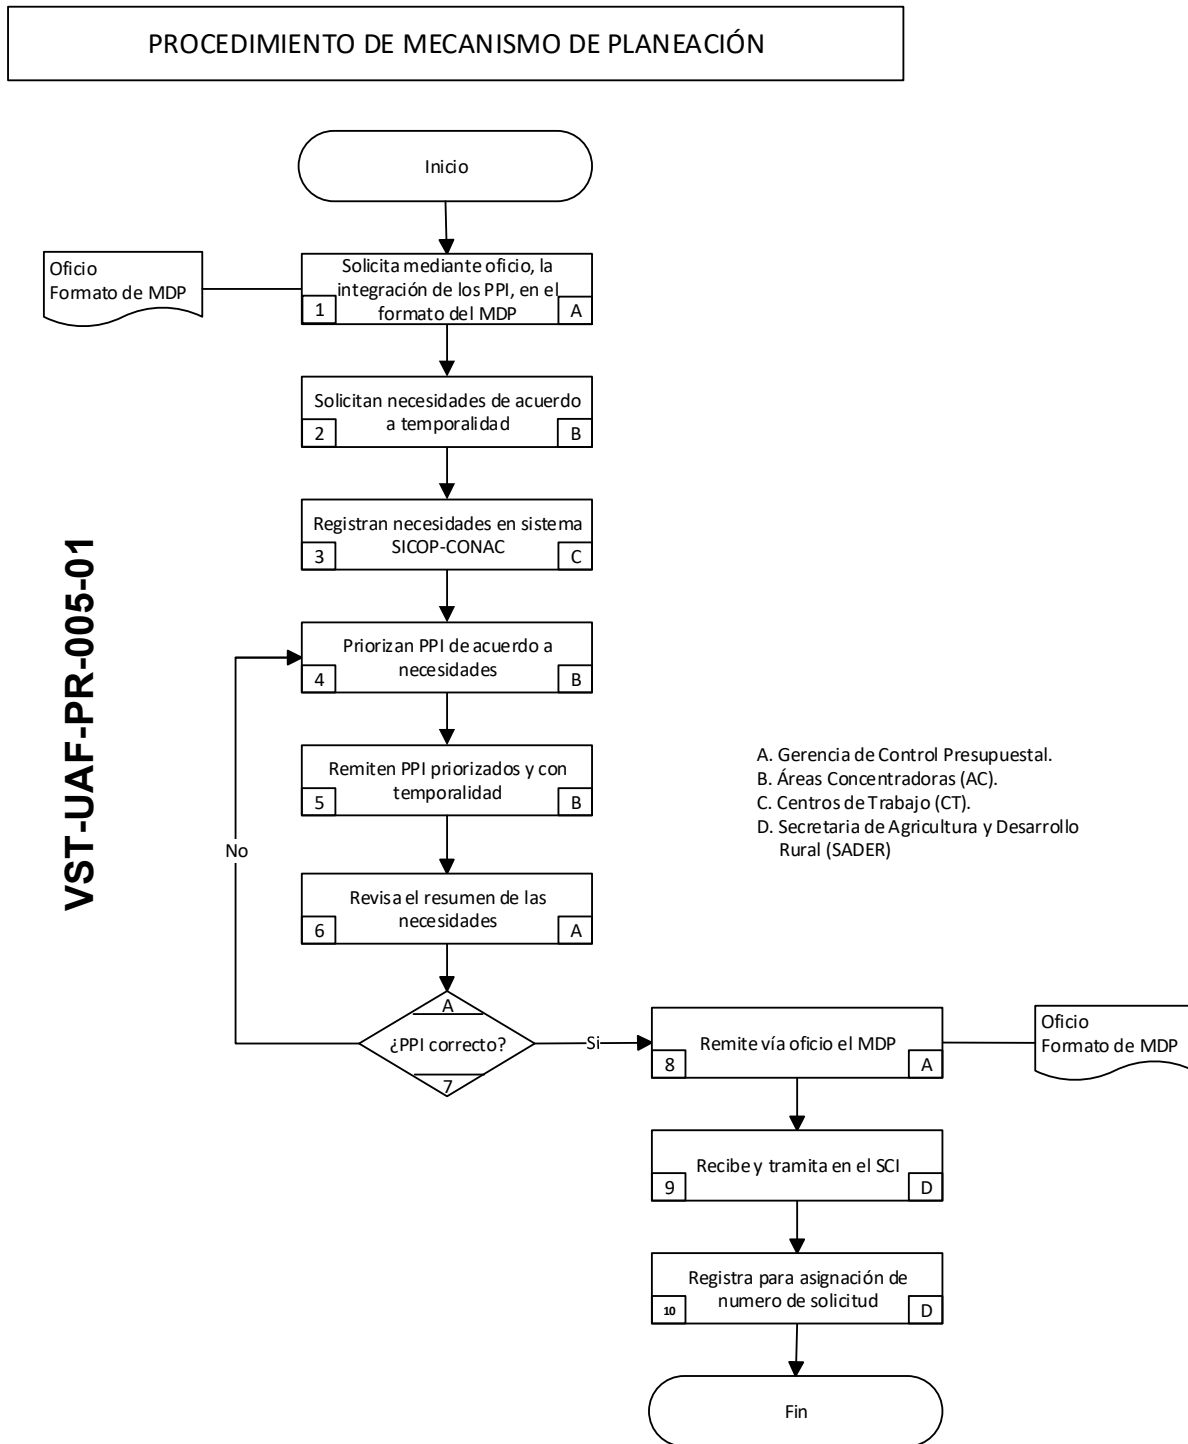 PROCEDIMIENTO DE MECANISMO DE PLANEACIÓN
Inicio
Oficio
Formato de MDP
Solicita mediante oficio, la
integración de los PPI, en el
formato del MDP
1
A
Solicitan necesidades de acuerdo
a temporalidad
2
B
Registran necesidades en sistema
SICOP-CONAC
3
C
VST-UAF-PR-005-01
Priorizan PPI de acuerdo a
necesidades
4
B
Remiten PPI priorizados y con
temporalidad
5
B
A. Gerencia de Control Presupuestal.
B. Áreas Concentradoras (AC).
C. Centros de Trabajo (CT).
D. Secretaria de Agricultura y Desarrollo
Rural (SADER)
No
Revisa el resumen de las
necesidades
6
A
A
¿PPI correcto?
7
Si
Remite vía oficio el MDP
8
A
Oficio
Formato de MDP
Recibe y tramita en el SCI
9
D
Registra para asignación de
numero de solicitud
10
D
Fin